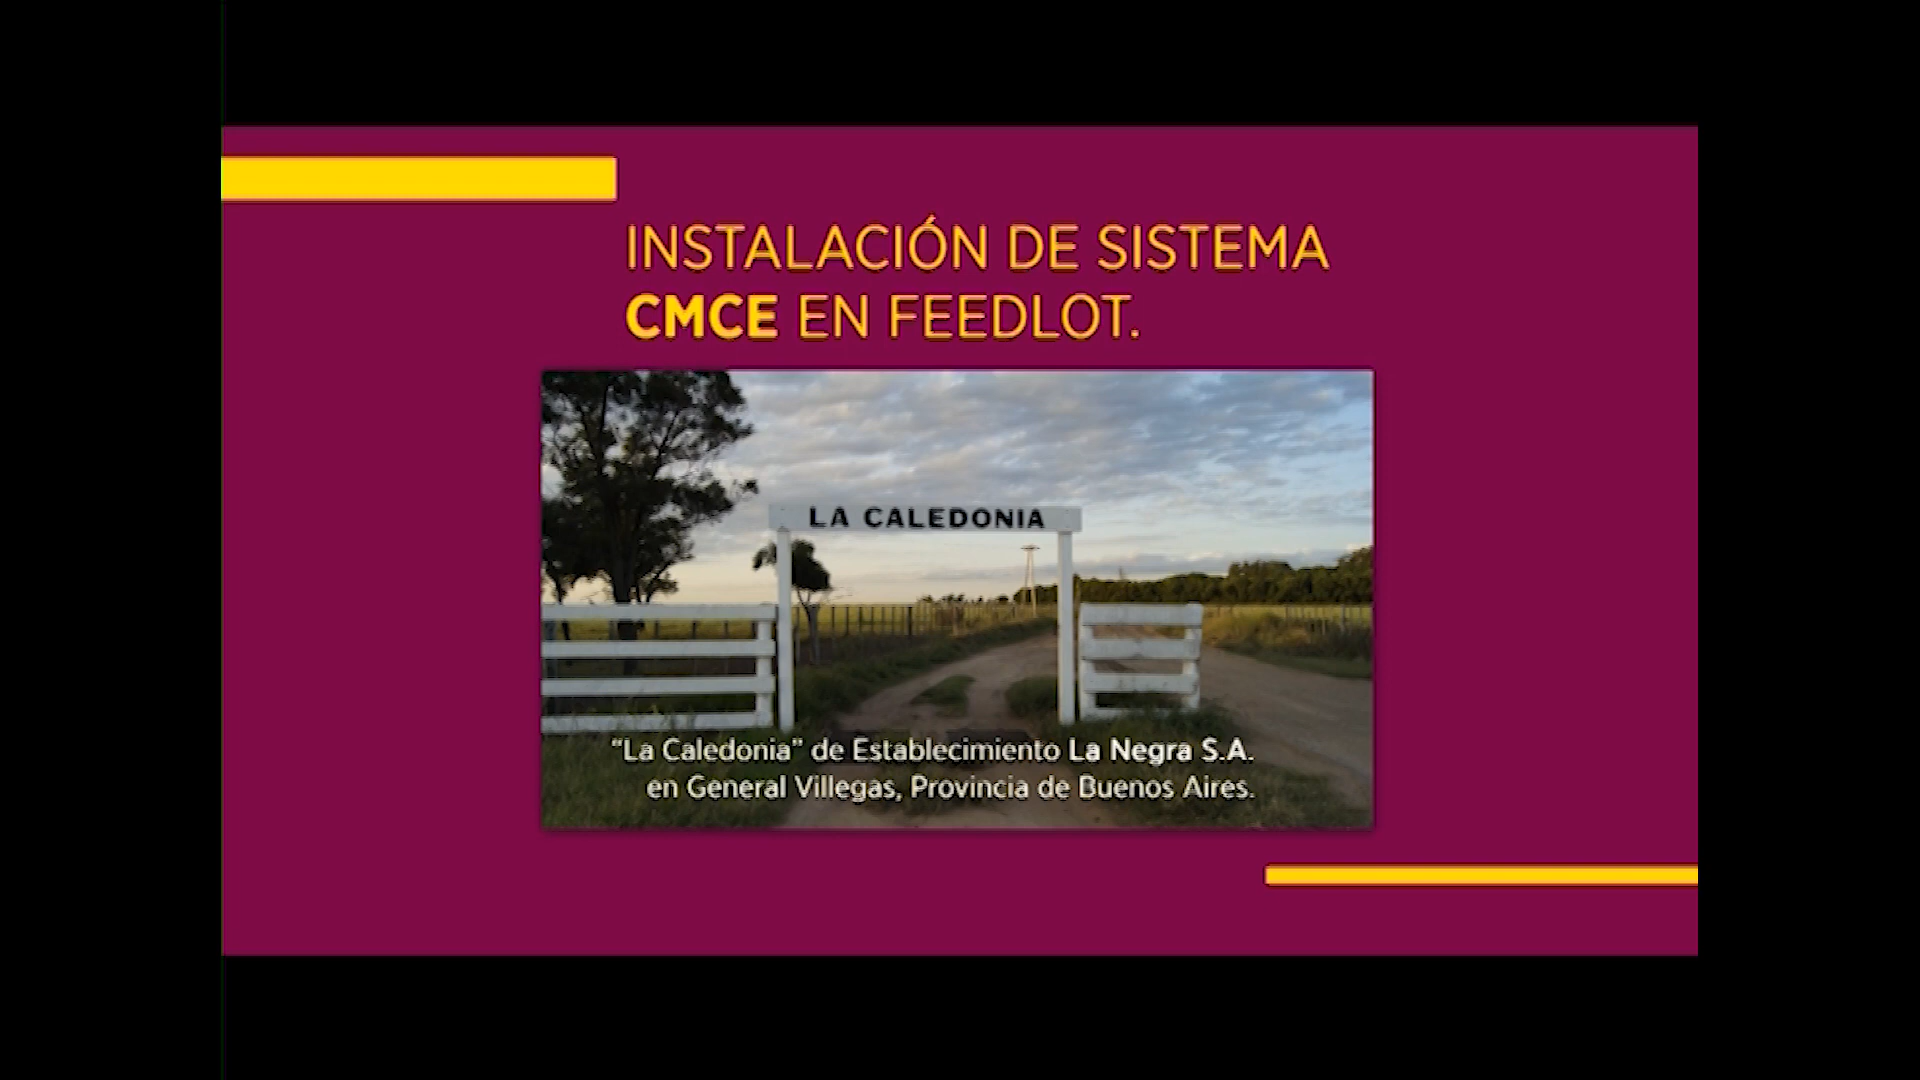 INSTALACIÓN DE SISTEMA
CMCE EN FEEDLOT.
LA CALEDONIA
“La Caledonia” de Establecimiento La Negra S.A.
en General Villegas, Provincia de Buenos Aires.